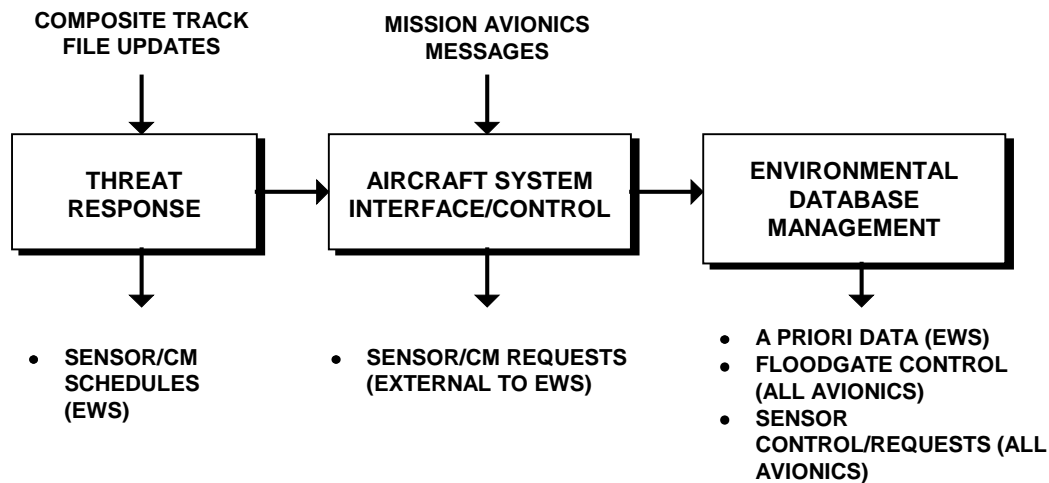 COMPOSITE TRACK
FILE UPDATES
MISSION AVIONICS
MESSAGES
THREAT
RESPONSE
AIRCRAFT SYSTEM
INTERFACE/CONTROL
ENVIRONMENTAL
DATABASE
MANAGEMENT
• SENSOR/CM
SCHEDULES
(EWS)
• SENSOR/CM REQUESTS
(EXTERNAL TO EWS)
• A PRIORI DATA (EWS)
• FLOODGATE CONTROL
(ALL AVIONICS)
• SENSOR
CONTROL/REQUESTS (ALL
AVIONICS)